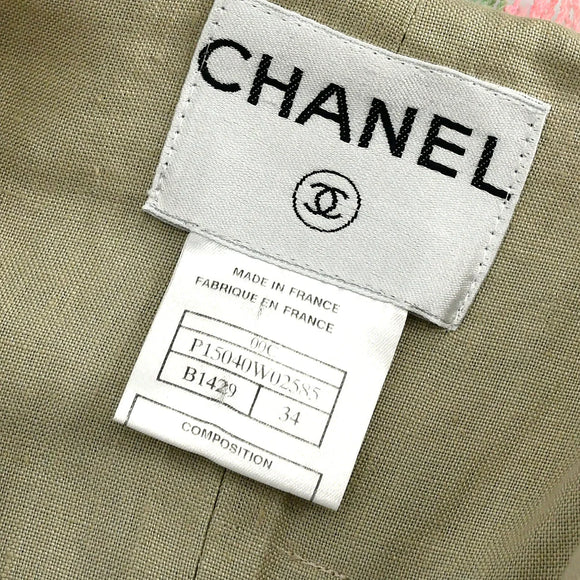 CHANEL
MADE IN FRANCE
FABRIQUE EN FRANCE
00C
P15040W02585
B1429 34
COMPOSITION